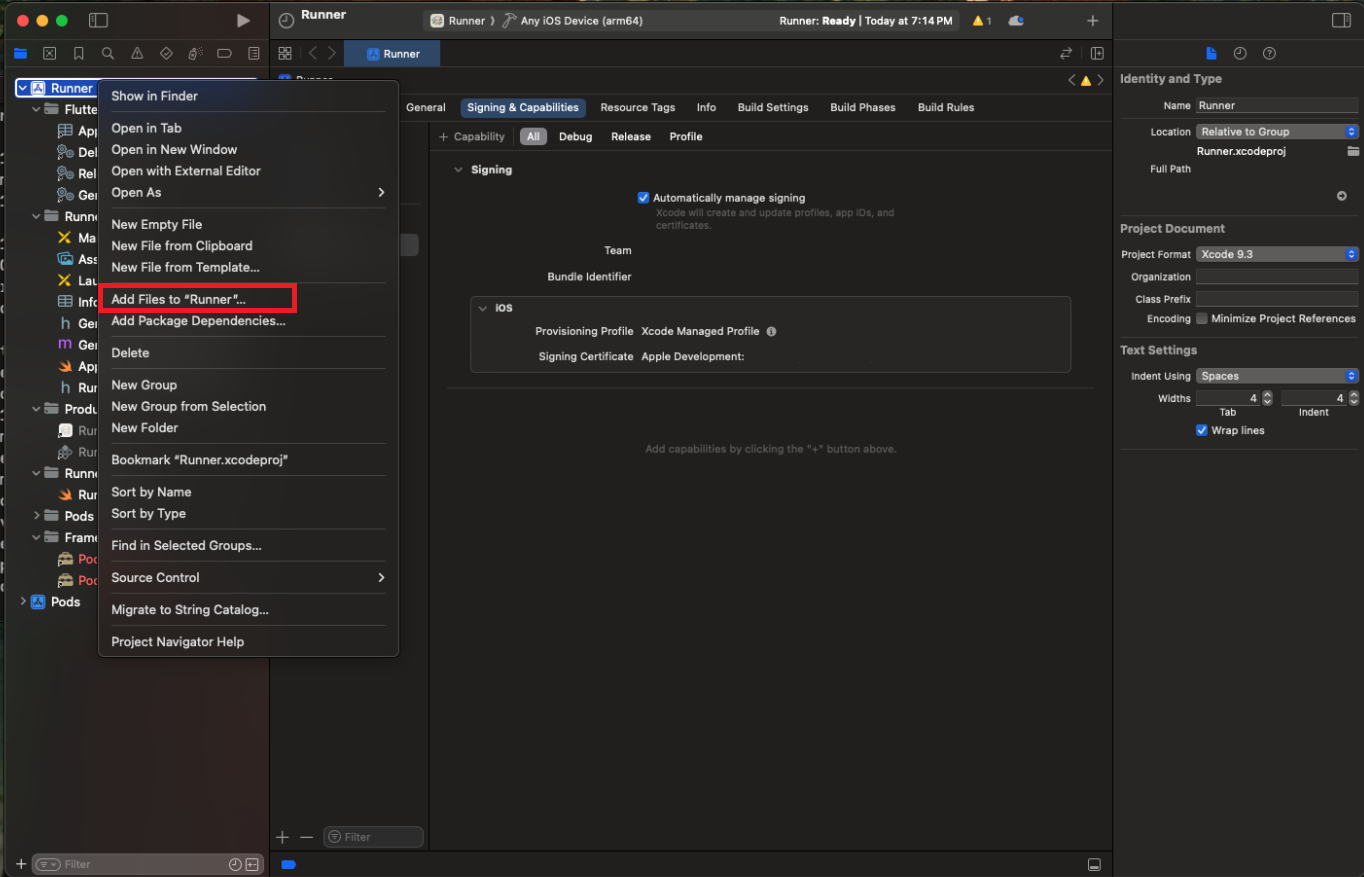 Runner
Runner
Any iOS Device (arm64)
Runner: Ready | Today at 7:14 PM
1
Runner
Runner
Show in Finder
Open in Tab
Open in New Window
Open with External Editor
Open As
New Empty File
New File from Clipboard
New File from Template...
Add Files to “Runner”...
Add Package Dependencies...
Delete
New Group
New Group from Selection
New Folder
Bookmark “Runner.xcodeproj”
Sort by Name
Sort by Type
Find in Selected Groups...
Source Control
Migrate to String Catalog...
Project Navigator Help
Flutte
App
Del
Rel
Ger
Runne
Ma
Ass
Lau
Info
Ger
Ger
App
Run
Produ
Run
Run
Runne
Run
Pods
Frame
Poc
Poc
Pods
Filter
General
Signing & Capabilities
Resource Tags
Info
Build Settings
Build Phases
Build Rules
+ Capability
All
Debug
Release
Profile
Signing
Automatically manage signing
Xcode will create and update profiles, app IDs, and
certificates.
Team
Bundle Identifier
iOS
Provisioning Profile Xcode Managed Profile
Signing Certificate Apple Development:
Add capabilities by clicking the "+" button above.
Filter
Identity and Type
Name Runner
Location Relative to Group
Runner.xcodeproj
Full Path
Project Document
Project Format Xcode 9.3
Organization
Class Prefix
Encoding Minimize Project References
Text Settings
Indent Using Spaces
Widths 4 4
Tab Indent
Wrap lines